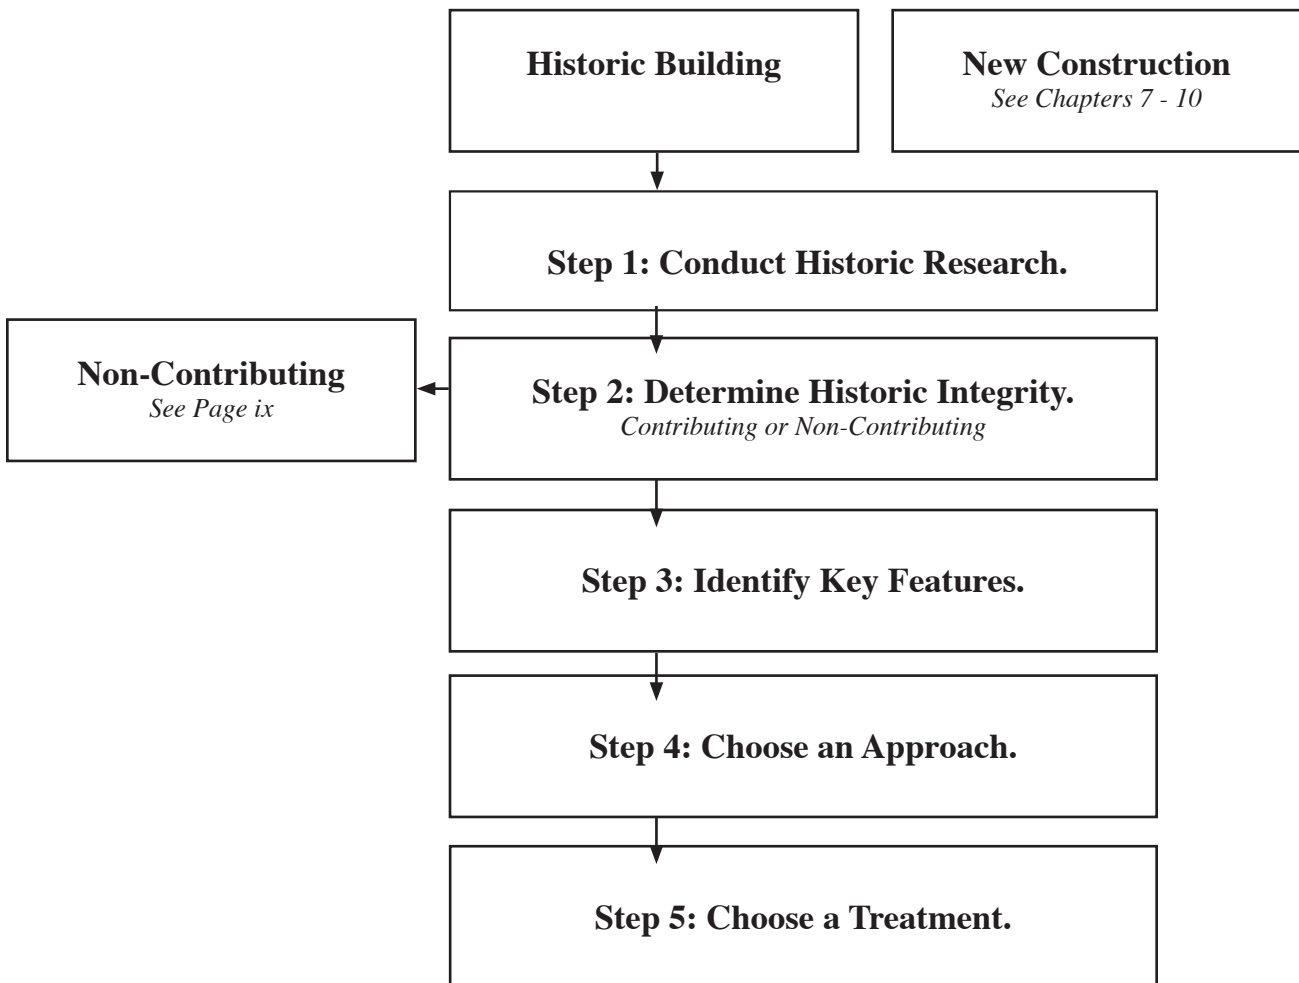 Historic Building
New Construction
See Chapters 7 - 10
Step 1: Conduct Historic Research.
Non-Contributing
See Page ix
Step 2: Determine Historic Integrity.
Contributing or Non-Contributing
Step 3: Identify Key Features.
Step 4: Choose an Approach.
Step 5: Choose a Treatment.